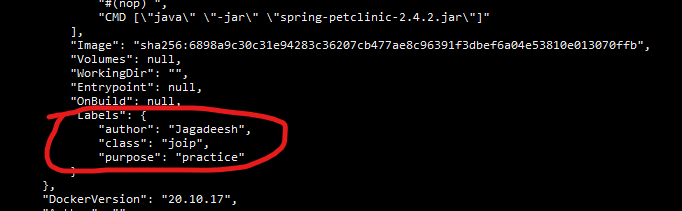 "#(nop) ",
"CMD [\"java\" \"-jar\" \"spring-petclinic-2.4.2.jar\"]"
],
"Image": "sha256:6898a9c30c31e94283c36207cb477ae8c96391f3dbef6a04e53810e013070ffb",
"Volumes": null,
"WorkingDir": "",
"Entrypoint": null,
"OnBuild": null,
"Labels": {
"author": "Jagadeesh",
"class": "joip",
"purpose": "practice"
}
},
"DockerVersion": "20.10.17",